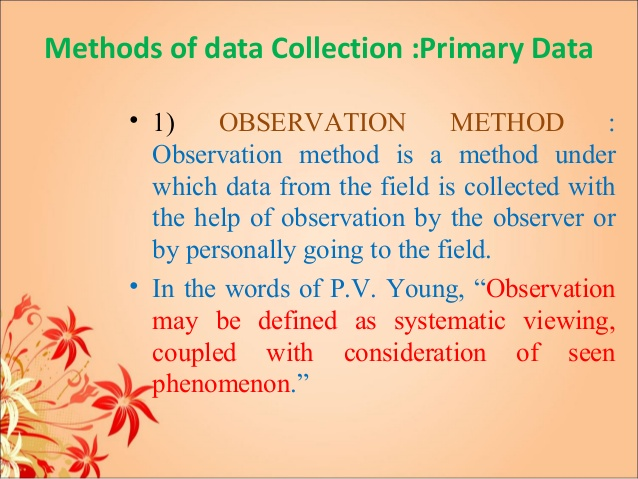 Methods of data Collection :Primary Data
• 1) OBSERVATION METHOD :
Observation method is a method under
which data from the field is collected with
the help of observation by the observer or
by personally going to the field.
• In the words of P.V. Young, “Observation
may be defined as systematic viewing,
coupled with consideration of seen
phenomenon.”